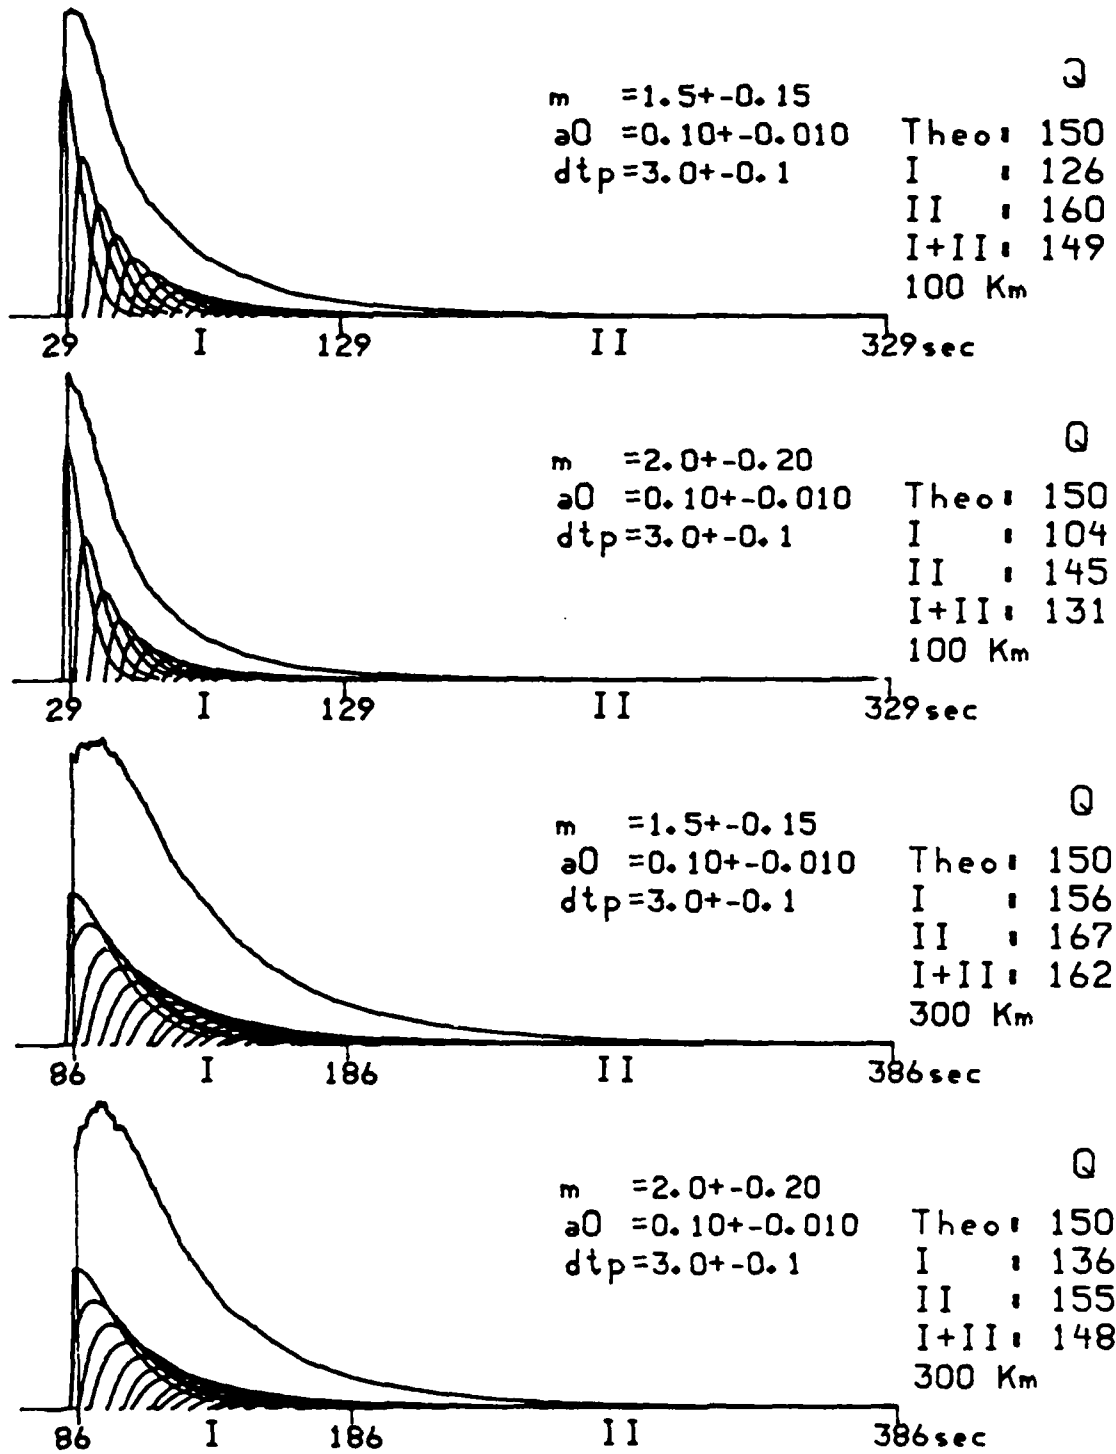 Q
m =1.5+-0.15
a0 =0.10+-0.010
dtp=3.0+-0.1
Theo: 150
I : 126
II : 160
I+II: 149
100 Km
29 I 129 II 329sec
Q
m =2.0+-0.20
a0 =0.10+-0.010
dtp=3.0+-0.1
Theo: 150
I : 104
II : 145
I+II: 131
100 Km
29 I 129 II 329sec
Q
m =1.5+-0.15
a0 =0.10+-0.010
dtp=3.0+-0.1
Theo: 150
I : 156
II : 167
I+II: 162
300 Km
86 I 186 II 386sec
Q
m =2.0+-0.20
a0 =0.10+-0.010
dtp=3.0+-0.1
Theo: 150
I : 136
II : 155
I+II: 148
300 Km
86 I 186 II 386sec